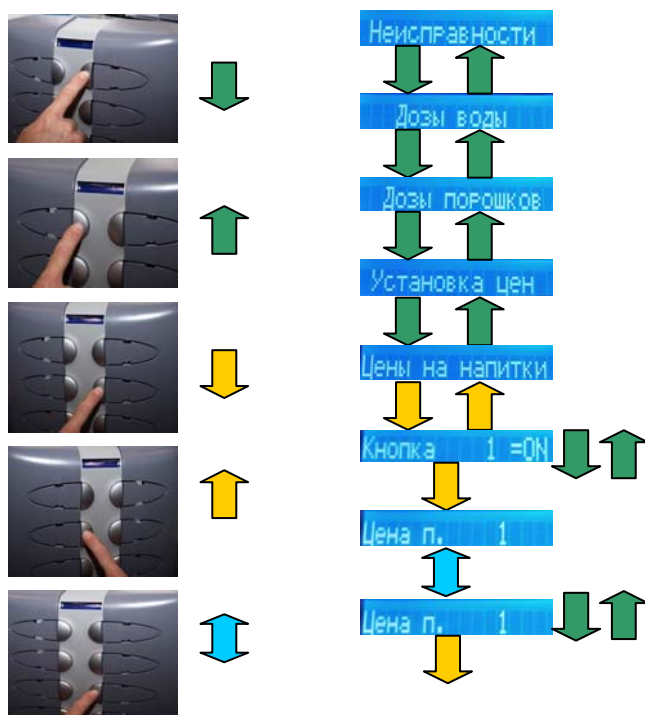 Неисправности
Дозы воды
Дозы порошков
Установка цен
Цены на напитки
Кнопка 1 =ON
Цена п. 1
Цена п. 1